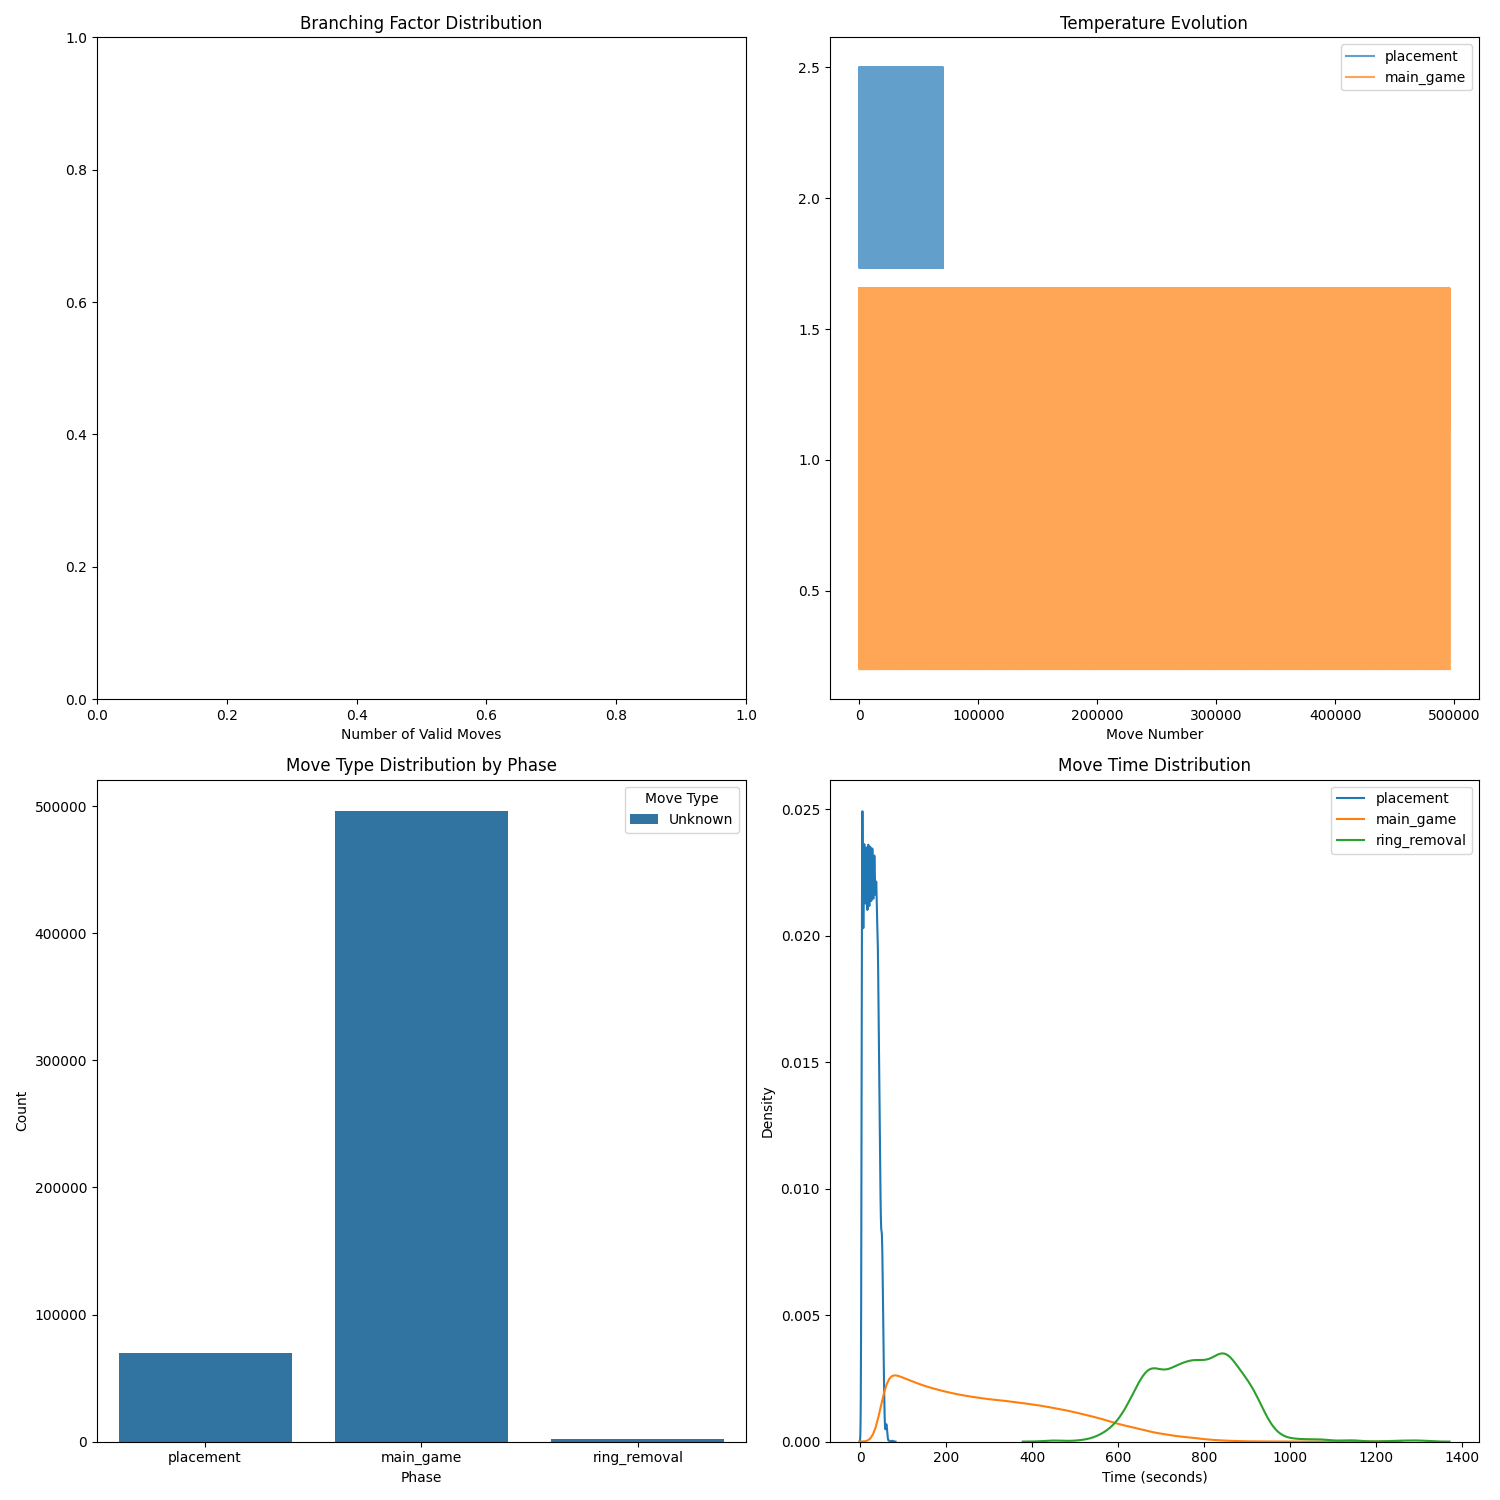 Branching Factor Distribution
1.0
0.8
0.6
0.4
0.2
0.0
0.0 0.2 0.4 0.6 0.8 1.0
Number of Valid Moves
Temperature Evolution
placement
main_game
2.5
2.0
1.5
1.0
0.5
0 100000 200000 300000 400000 500000
Move Number
Move Type Distribution by Phase
Move Type
Unknown
500000
400000
300000
200000
100000
0
Count
placement main_game ring_removal
Phase
Move Time Distribution
placement
main_game
ring_removal
0.025
0.020
0.015
0.010
0.005
0.000
Density
0 200 400 600 800 1000 1200 1400
Time (seconds)